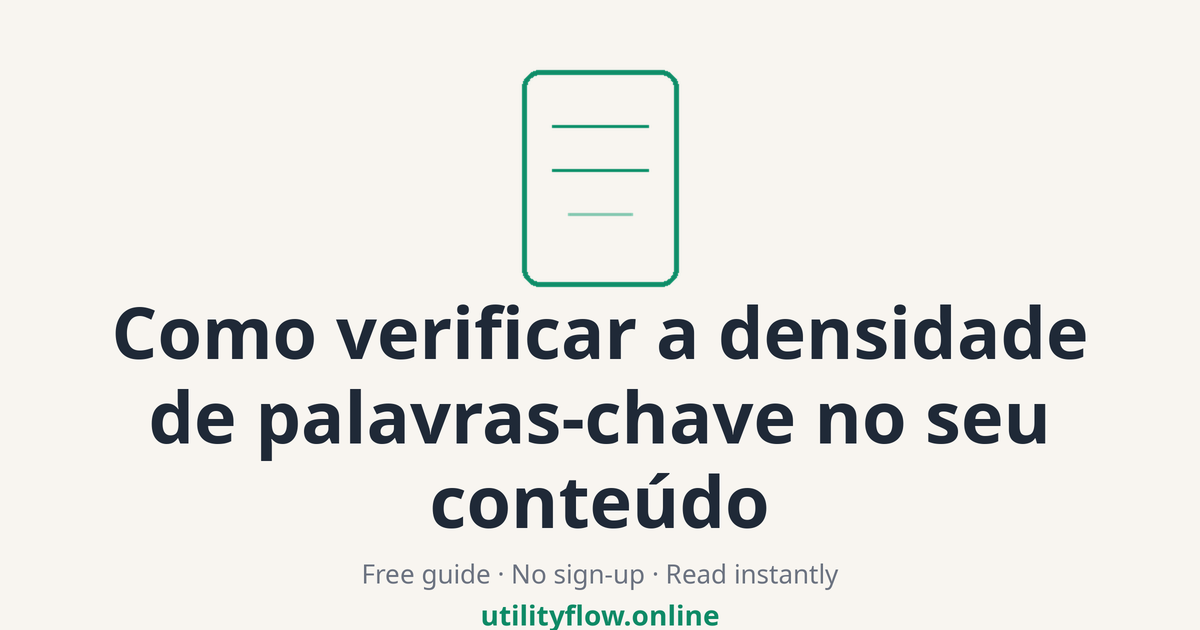 Como verificar a densidade
de palavras-chave no seu
conteúdo
Free guide · No sign-up · Read instantly
utilityflow.online